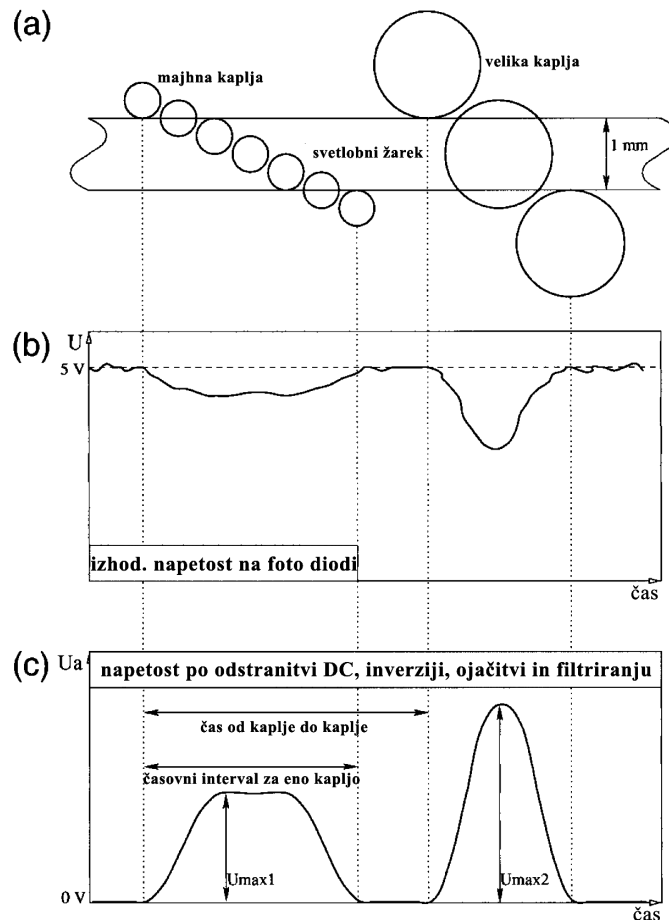 (a)
majhna kaplja
velika kaplja
svetlobni žarek
1 mm
(b)
U
5 V
izhod. napetost na foto diodi
čas
(c)
Ua
napetost po odstranitvi DC, inverziji, ojačitvi in filtriranju
čas od kaplje do kaplje
časovni interval za eno kapljo
Umax1
Umax2
0 V
čas